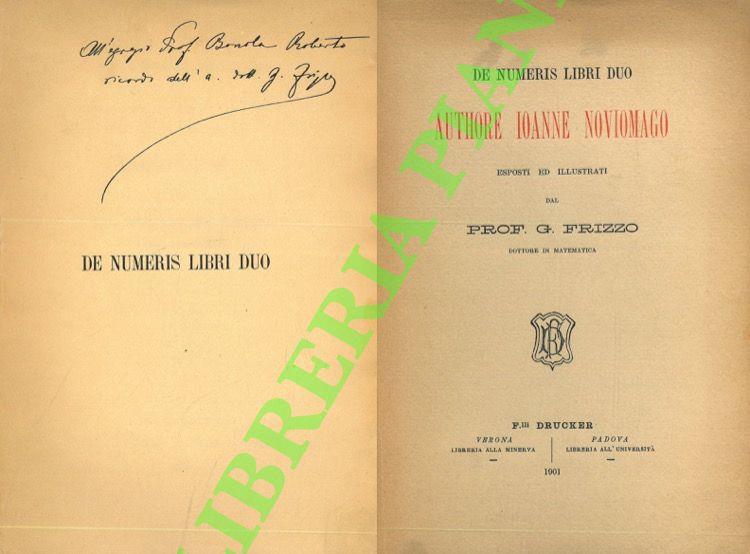 All'egregio Prof. Bonola Roberto
ricordo dell'a. dott. G. Frizzo
DE NUMERIS LIBRI DUO
DE NUMERIS LIBRI DUO
AUTHORE IOANNE NOVIOMAGO
ESPOSTI ED ILLUSTRATI
DAL
PROF. G. FRIZZO
DOTTORE IN MATEMATICA
F.lli DRUCKER
VERONA
LIBRERIA ALLA MINERVA
PADOVA
LIBRERIA ALL'UNIVERSITÀ
1901
LIBRERIA PIANI